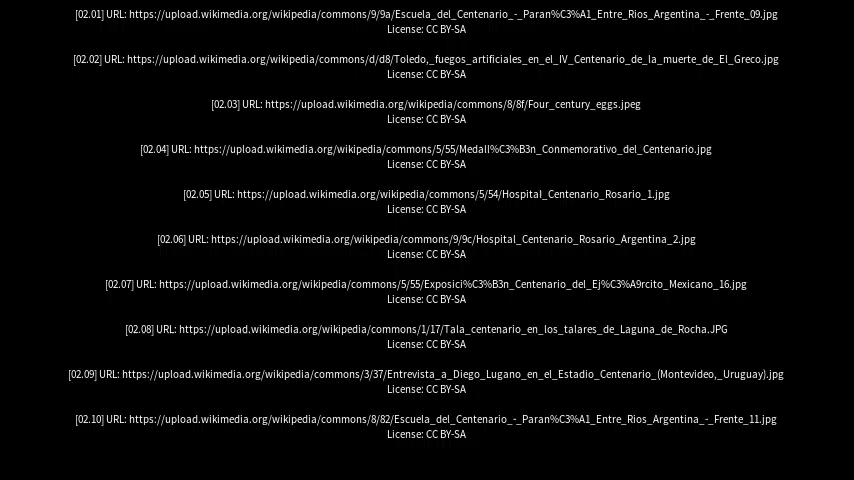 [02.01] URL: https://upload.wikimedia.org/wikipedia/commons/9/9a/Escuela_del_Centenario_-_Paran%C3%A1_Entre_Rios_Argentina_-_Frente_09.jpg
License: CC BY-SA
[02.02] URL: https://upload.wikimedia.org/wikipedia/commons/d/d8/Toledo,_fuegos_artificiales_en_el_IV_Centenario_de_la_muerte_de_El_Greco.jpg
License: CC BY-SA
[02.03] URL: https://upload.wikimedia.org/wikipedia/commons/8/8f/Four_century_eggs.jpeg
License: CC BY-SA
[02.04] URL: https://upload.wikimedia.org/wikipedia/commons/5/55/Medall%C3%B3n_Conmemorativo_del_Centenario.jpg
License: CC BY-SA
[02.05] URL: https://upload.wikimedia.org/wikipedia/commons/5/54/Hospital_Centenario_Rosario_1.jpg
License: CC BY-SA
[02.06] URL: https://upload.wikimedia.org/wikipedia/commons/9/9c/Hospital_Centenario_Rosario_Argentina_2.jpg
License: CC BY-SA
[02.07] URL: https://upload.wikimedia.org/wikipedia/commons/5/55/Exposici%C3%B3n_Centenario_del_Ej%C3%A9rcito_Mexicano_16.jpg
License: CC BY-SA
[02.08] URL: https://upload.wikimedia.org/wikipedia/commons/1/17/Tala_centenario_en_los_talares_de_Laguna_de_Rocha.JPG
License: CC BY-SA
[02.09] URL: https://upload.wikimedia.org/wikipedia/commons/3/37/Entrevista_a_Diego_Lugano_en_el_Estadio_Centenario_(Montevideo,_Uruguay).jpg
License: CC BY-SA
[02.10] URL: https://upload.wikimedia.org/wikipedia/commons/8/82/Escuela_del_Centenario_-_Paran%C3%A1_Entre_Rios_Argentina_-_Frente_11.jpg
License: CC BY-SA